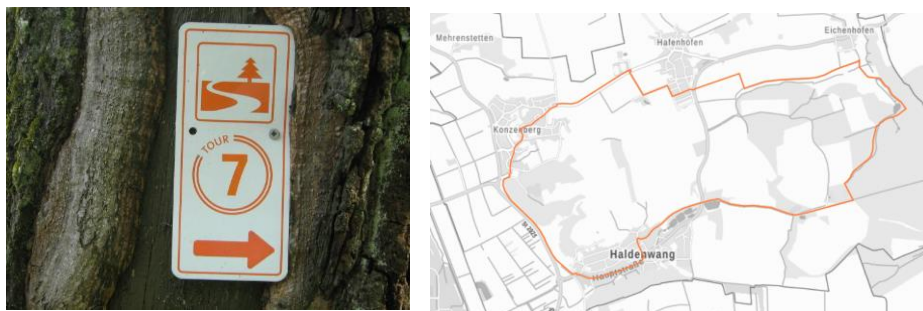 TOUR
7
Mehrenstetten
Hafenhofen
Eichenhofen
Konzenberg
Haldenwang
Hauptstraße